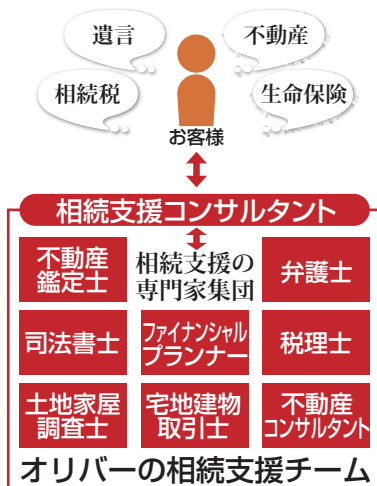 遺言
不動産
相続税
生命保険
お客様
相続支援コンサルタント
不動産
鑑定士
相続支援の
専門家集団
弁護士
司法書士
ファイナンシャル
プランナー
税理士
土地家屋
調査士
宅地建物
取引士
不動産
コンサルタント
オリバーの相続支援チーム